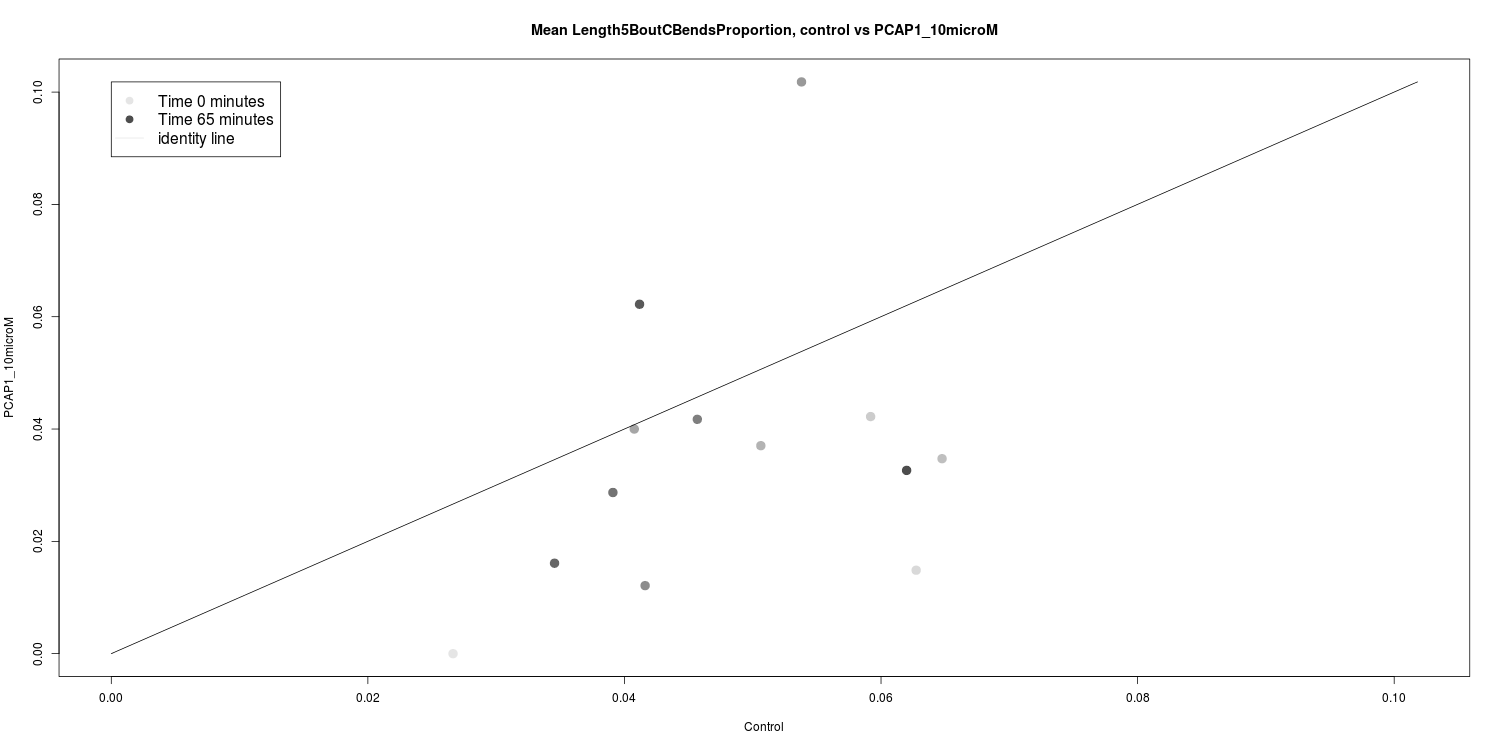 Mean Length5BoutCBendsProportion, control vs PCAP1_10microM
Time 0 minutes
Time 65 minutes
identity line
PCAP1_10microM
0.10
0.08
0.06
0.04
0.02
0.00
0.00
0.02
0.04
0.06
0.08
0.10
Control